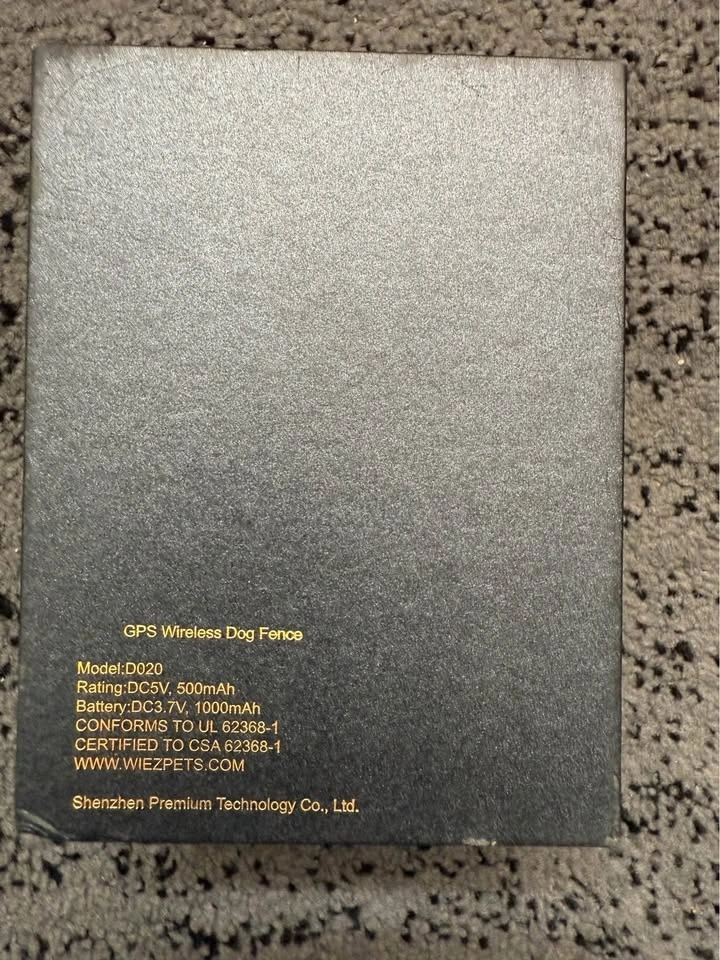 GPS Wireless Dog Fence
Model:D020
Rating:DC5V, 500mAh
Battery:DC3.7V, 1000mAh
CONFORMS TO UL 62368-1
CERTIFIED TO CSA 62368-1
WWW.WIEZPETS.COM
Shenzhen Premium Technology Co., Ltd.